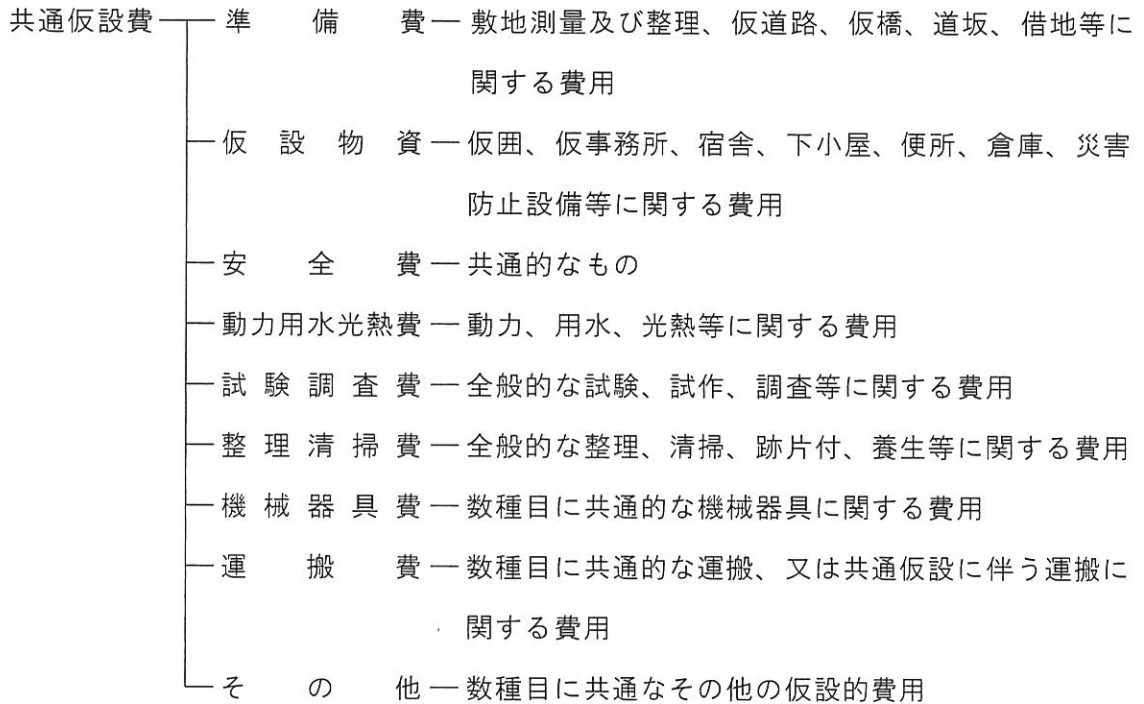 共通仮設費 準備費 — 敷地測量及び整理、仮道路、仮橋、道坂、借地等に
関する費用
仮設物資 — 仮囲、仮事務所、宿舎、下小屋、便所、倉庫、災害
防止設備等に関する費用
安全費 — 共通的なもの
動力用水光熱費 — 動力、用水、光熱等に関する費用
試験調査費 — 全般的な試験、試作、調査等に関する費用
整理清掃費 — 全般的な整理、清掃、跡片付、養生等に関する費用
機械器具費 — 数種目に共通的な機械器具に関する費用
運搬費 — 数種目に共通的な運搬、又は共通仮設に伴う運搬に
関する費用
その他 — 数種目に共通なその他の仮設的費用